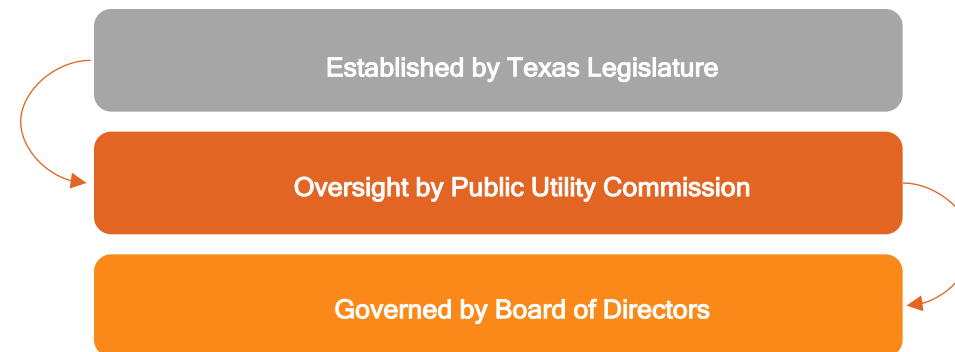 Established by Texas Legislature
Oversight by Public Utility Commission
Governed by Board of Directors